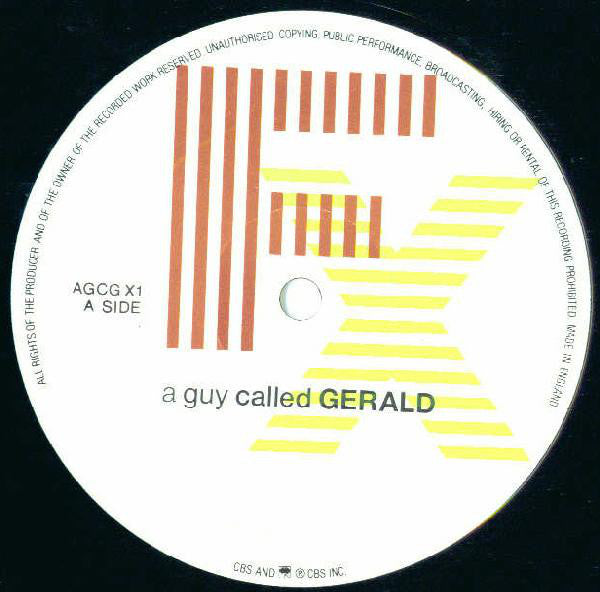 ALL RIGHTS OF THE PRODUCER AND OF THE OWNER OF THE RECORDED WORK RESERVED. UNAUTHORISED COPYING, PUBLIC PERFORMANCE, BROADCASTING, HIRING OR RENTAL OF THIS RECORDING PROHIBITED. MADE IN ENGLAND
FX
AGCG X1
A SIDE
a guy called GERALD
CBS AND ℗ CBS INC.